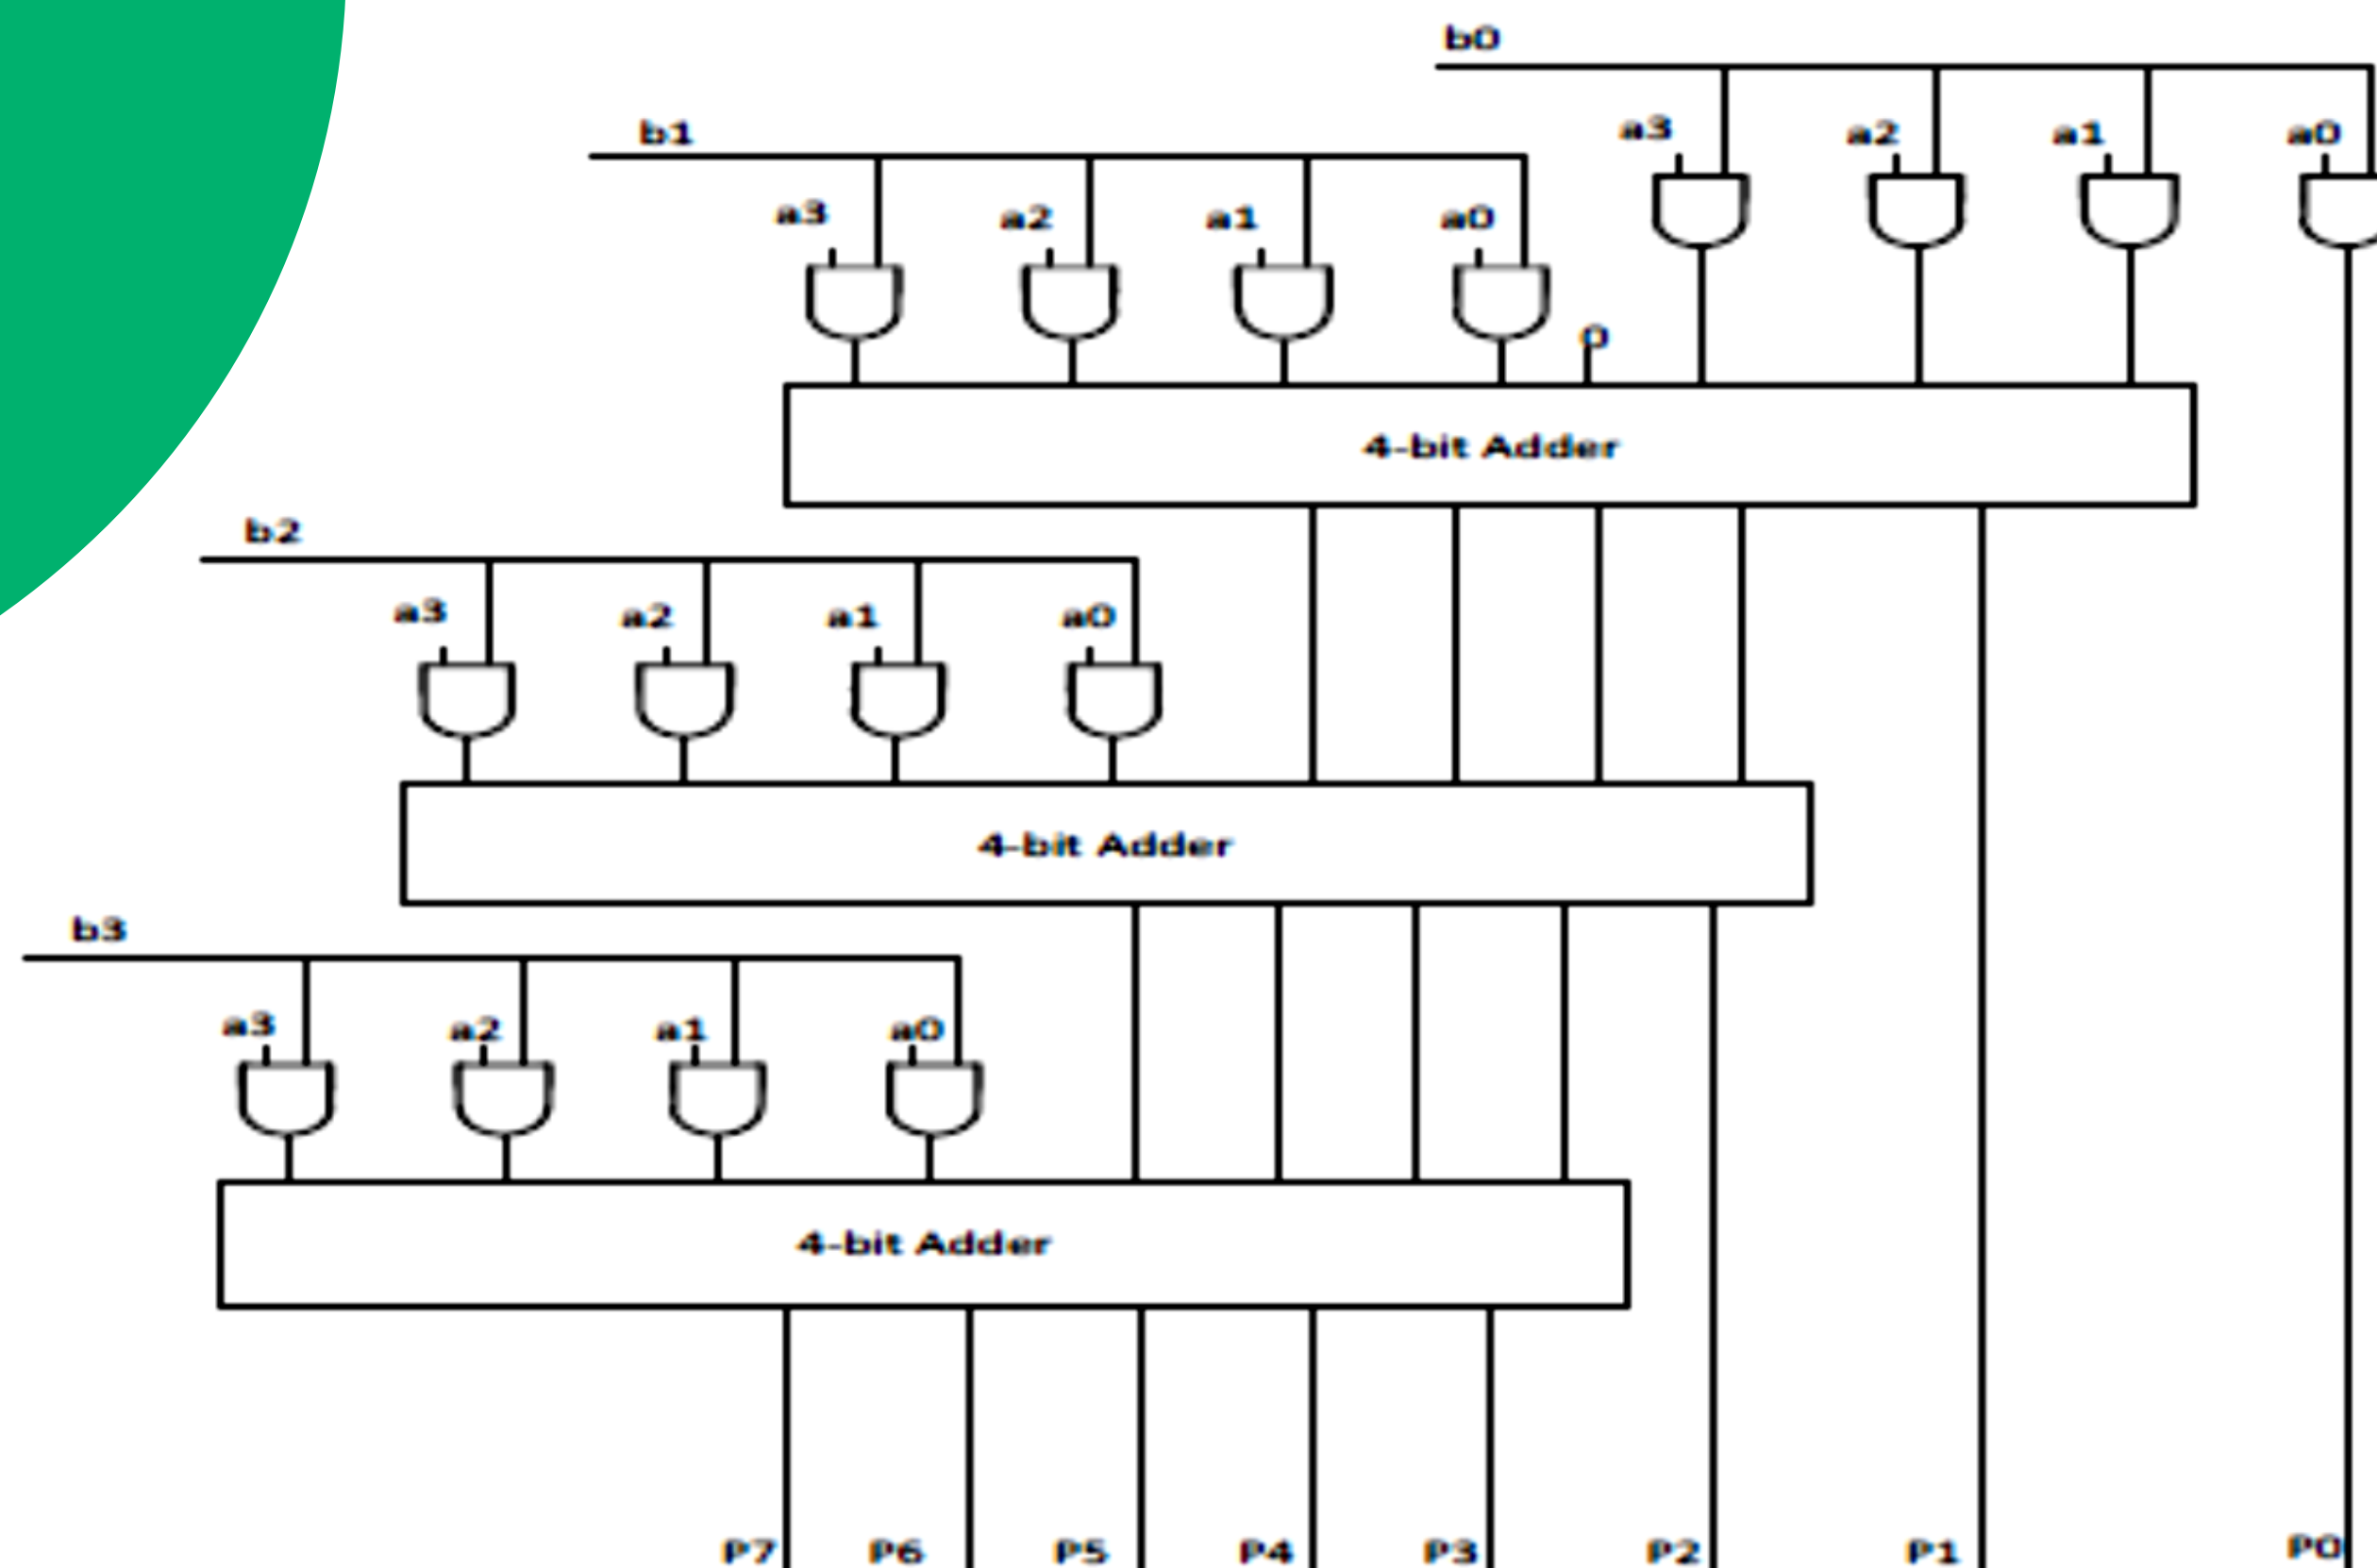 b0
b1
a3 a2 a1 a0
a3 a2 a1 a0
0
4-bit Adder
b2
a3 a2 a1 a0
4-bit Adder
b3
a3 a2 a1 a0
4-bit Adder
P7 P6 P5 P4 P3 P2 P1 P0